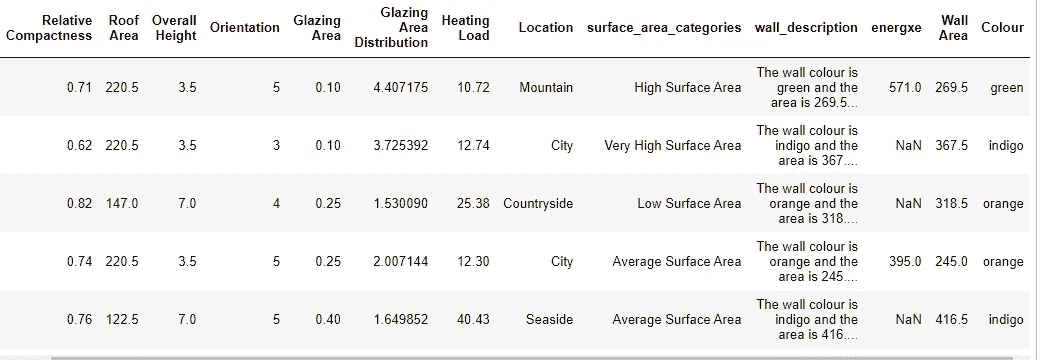 Relative Compactness Roof Area Overall Height Orientation Glazing Area Glazing Area Distribution Heating Load Location surface_area_categories wall_description energxe Wall Area Colour
0.71 220.5 3.5 5 0.10 4.407175 10.72 Mountain High Surface Area The wall colour is green and the area is 269.5... 571.0 269.5 green
0.62 220.5 3.5 3 0.10 3.725392 12.74 City Very High Surface Area The wall colour is indigo and the area is 367.... NaN 367.5 indigo
0.82 147.0 7.0 4 0.25 1.530090 25.38 Countryside Low Surface Area The wall colour is orange and the area is 318.... NaN 318.5 orange
0.74 220.5 3.5 5 0.25 2.007144 12.30 City Average Surface Area The wall colour is orange and the area is 245.... 395.0 245.0 orange
0.76 122.5 7.0 5 0.40 1.649852 40.43 Seaside Average Surface Area The wall colour is indigo and the area is 416.... NaN 416.5 indigo